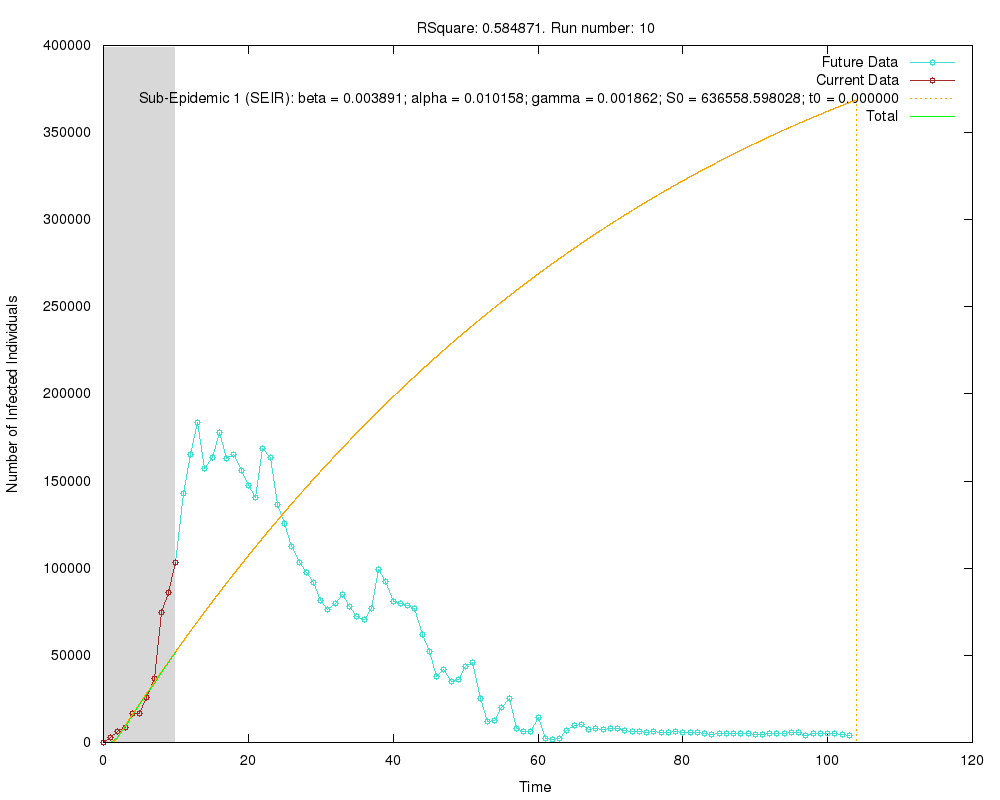 RSquare: 0.584871. Run number: 10
400000
350000
300000
250000
200000
150000
100000
50000
0
0 20 40 60 80 100 120
Number of Infected Individuals
Time
Future Data
Current Data
Sub-Epidemic 1 (SEIR): beta = 0.003891; alpha = 0.010158; gamma = 0.001862; S0 = 636558.598028; t0 = 0.000000
Total